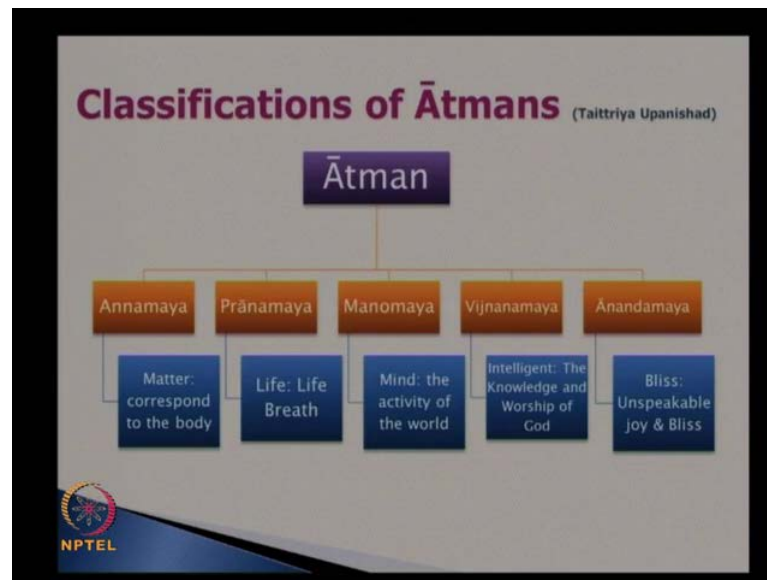 Classifications of Ātmans (Taittriya Upanishad)
Ātman
Annamaya
Prānamaya
Manomaya
Vijnanamaya
Ānandamaya
Matter:
correspond
to the body
Life: Life
Breath
Mind: the
activity of
the world
Intelligent: The
Knowledge and
Worship of
God
Bliss:
Unspeakable
joy & Bliss
NPTEL